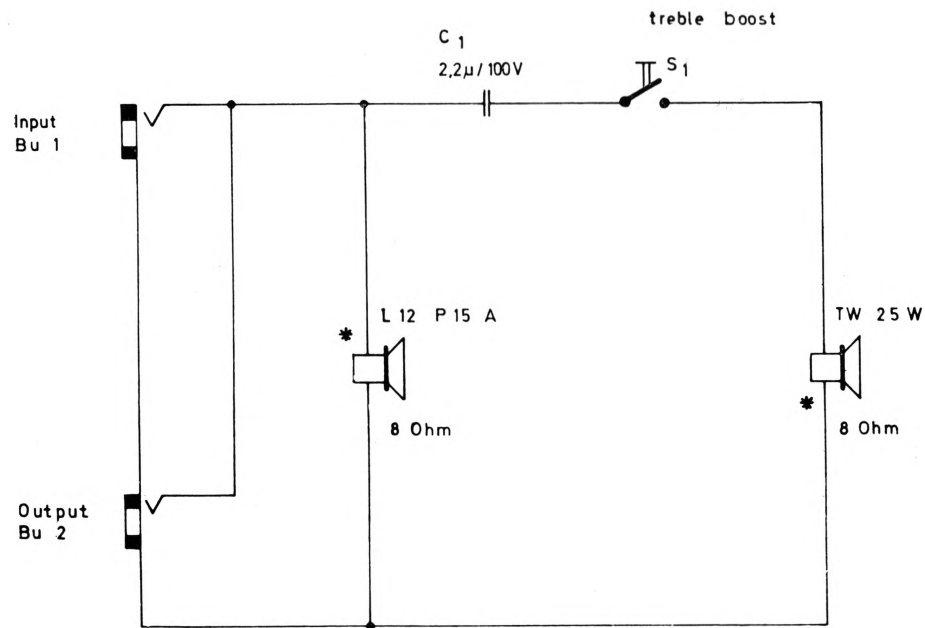 treble boost
C 1
2,2µ/100V
S 1
Input
Bu 1
L 12 P 15 A
*
8 Ohm
TW 25 W
*
8 Ohm
Output
Bu 2